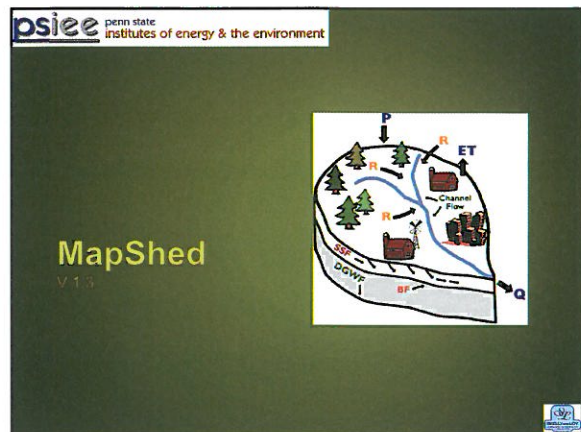 psiee penn state
institutes of energy & the environment
P
R
ET
R
Channel
Flow
R
MapShed
V 1.3
SSF
DGWF
BF
Q